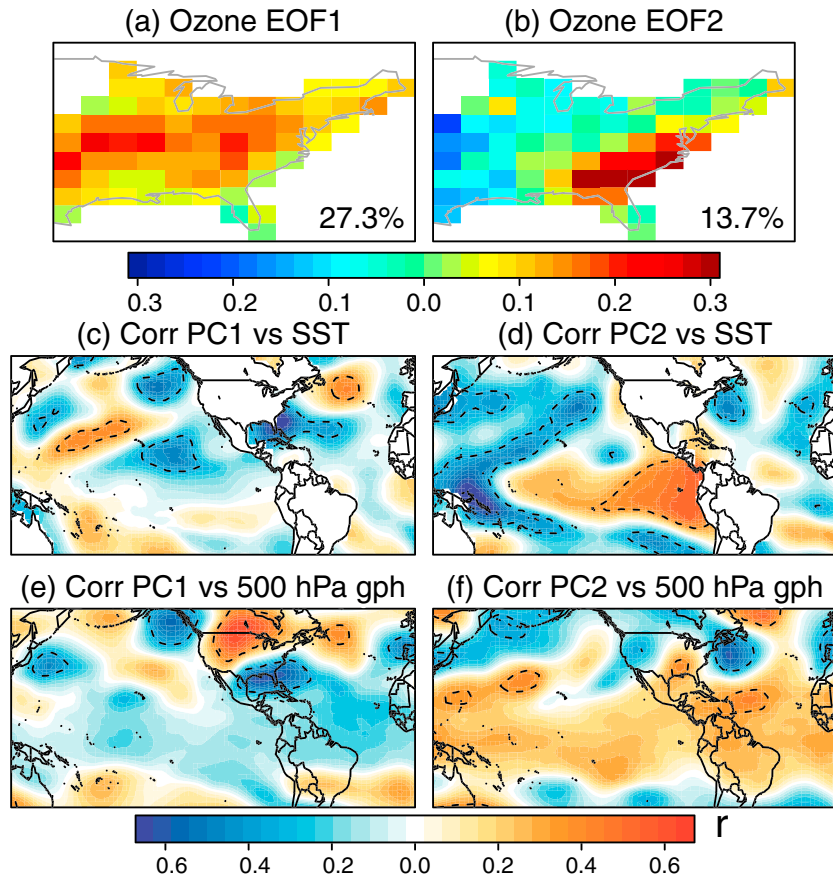 (a) Ozone EOF1
(b) Ozone EOF2
27.3%
13.7%
0.3 0.2 0.1 0.0 0.1 0.2 0.3
(c) Corr PC1 vs SST
(d) Corr PC2 vs SST
(e) Corr PC1 vs 500 hPa gph
(f) Corr PC2 vs 500 hPa gph
r
0.6 0.4 0.2 0.0 0.2 0.4 0.6